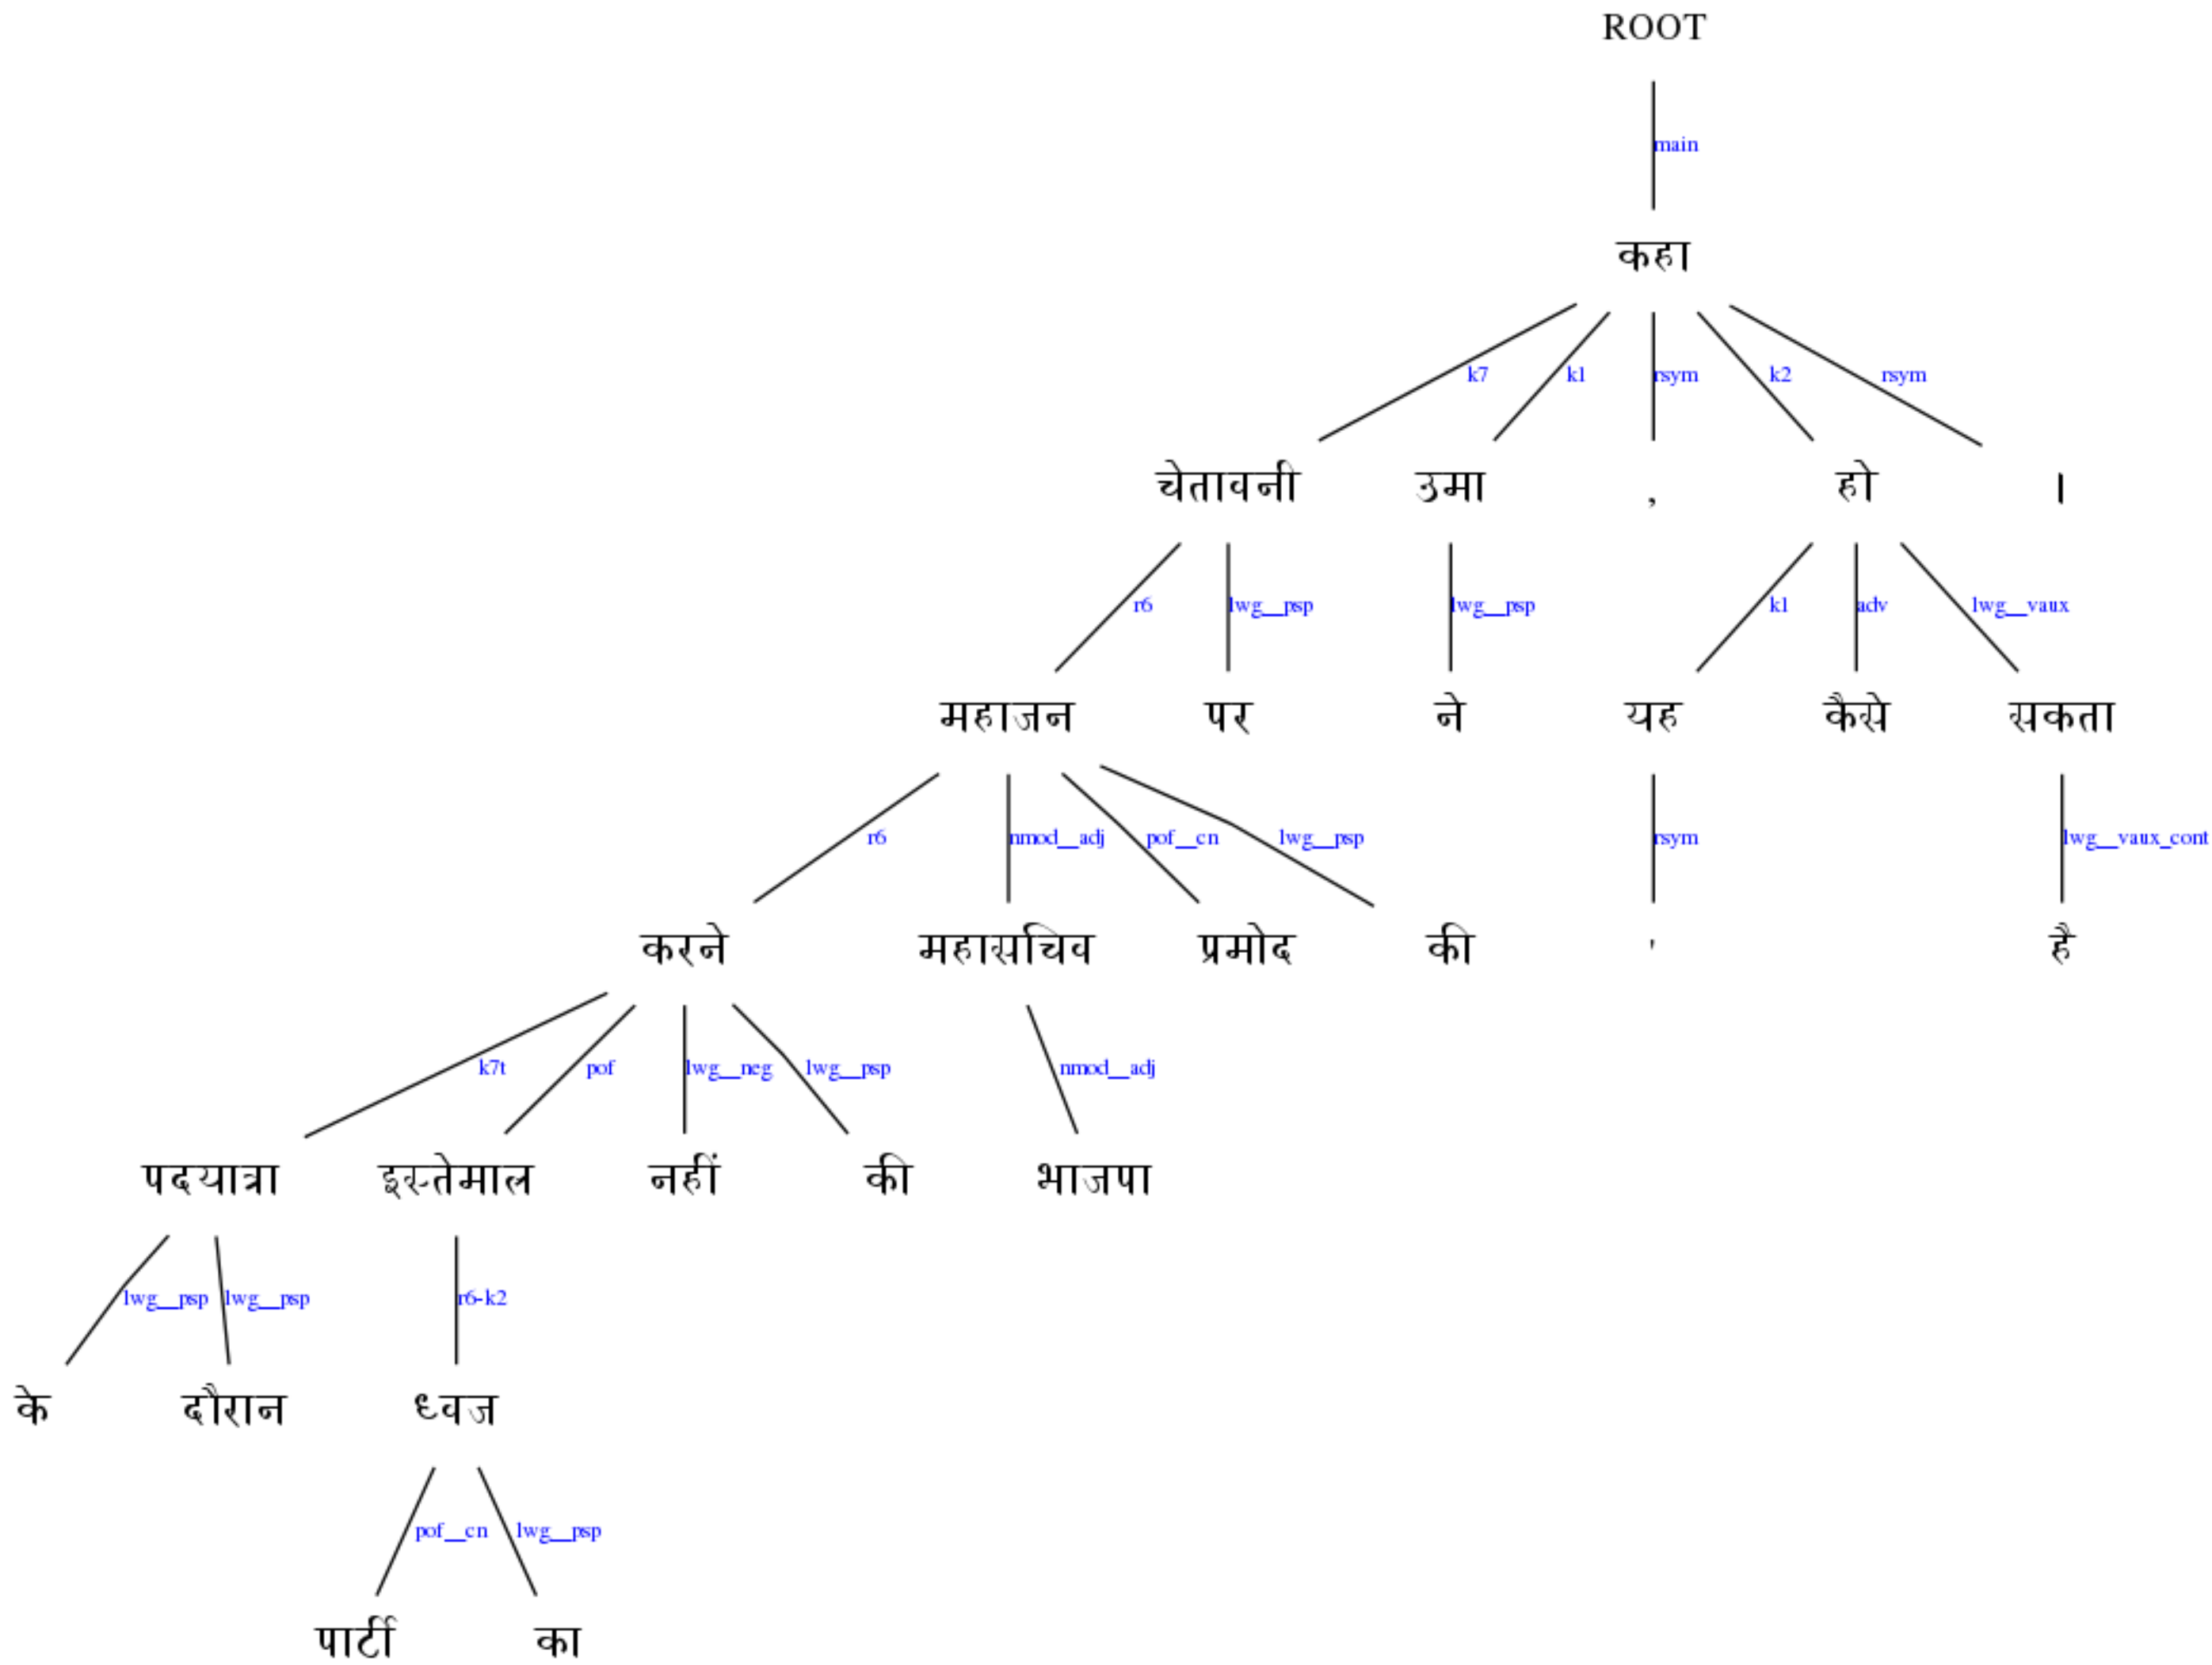 ROOT
main
कहा
k7 k1 rsym k2 rsym
चेतावनी उमा , हो ।
r6 lwg__psp lwg__psp k1 adv lwg__vaux
महाजन पर ने यह कैसे सकता
r6 nmod__adj pof__cn lwg__psp rsym lwg__vaux_cont
करने महासचिव प्रमोद की ' है
k7t pof lwg__neg lwg__psp nmod__adj
पदयात्रा इस्तेमाल नहीं की भाजपा
lwg__psp lwg__psp r6-k2
के दौरान ध्वज
pof__cn lwg__psp
पार्टी का